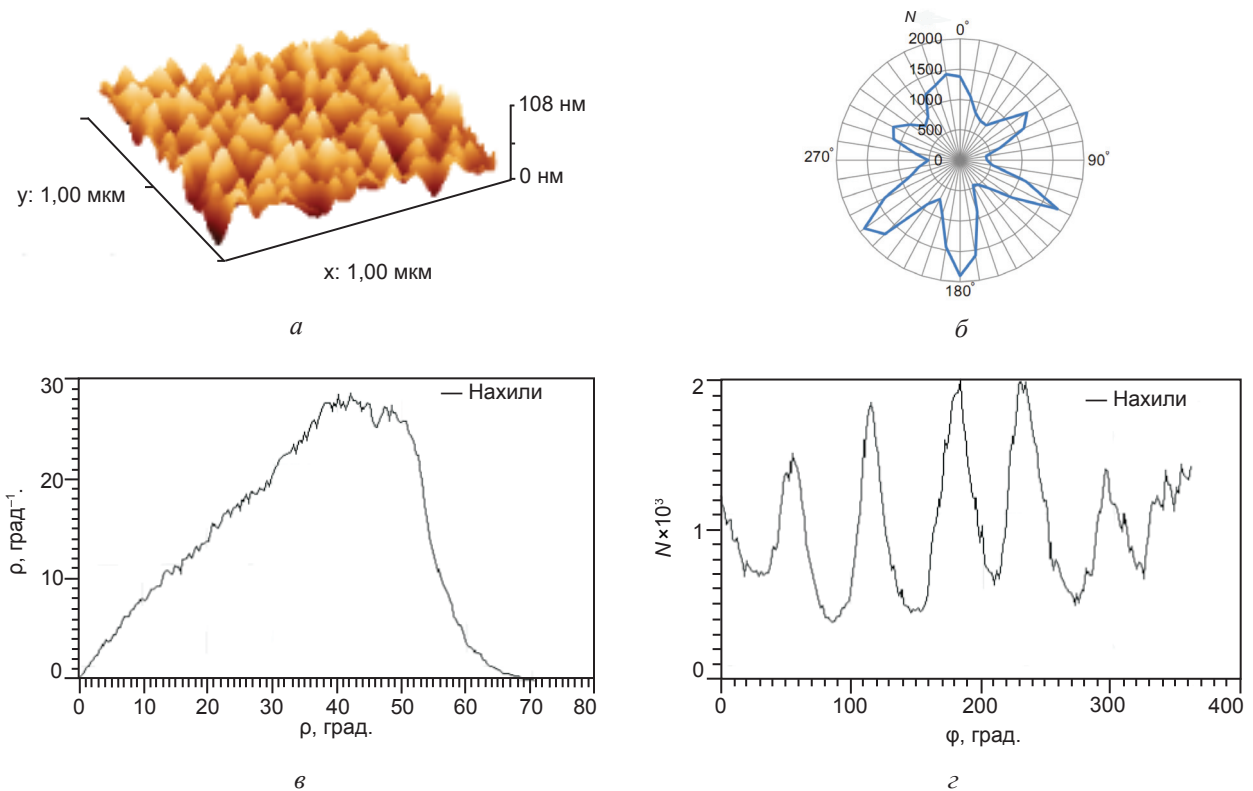 108 нм
0 нм
y: 1,00 мкм
x: 1,00 мкм
а
N
0°
2000
1500
1000
500
0
270°
90°
180°
б
30
20
10
0
ρ, град⁻¹.
— Нахили
0 10 20 30 40 50 60 70 80
ρ, град.
в
2
1
0
N×10³
— Нахили
0 100 200 300 400
φ, град.
г